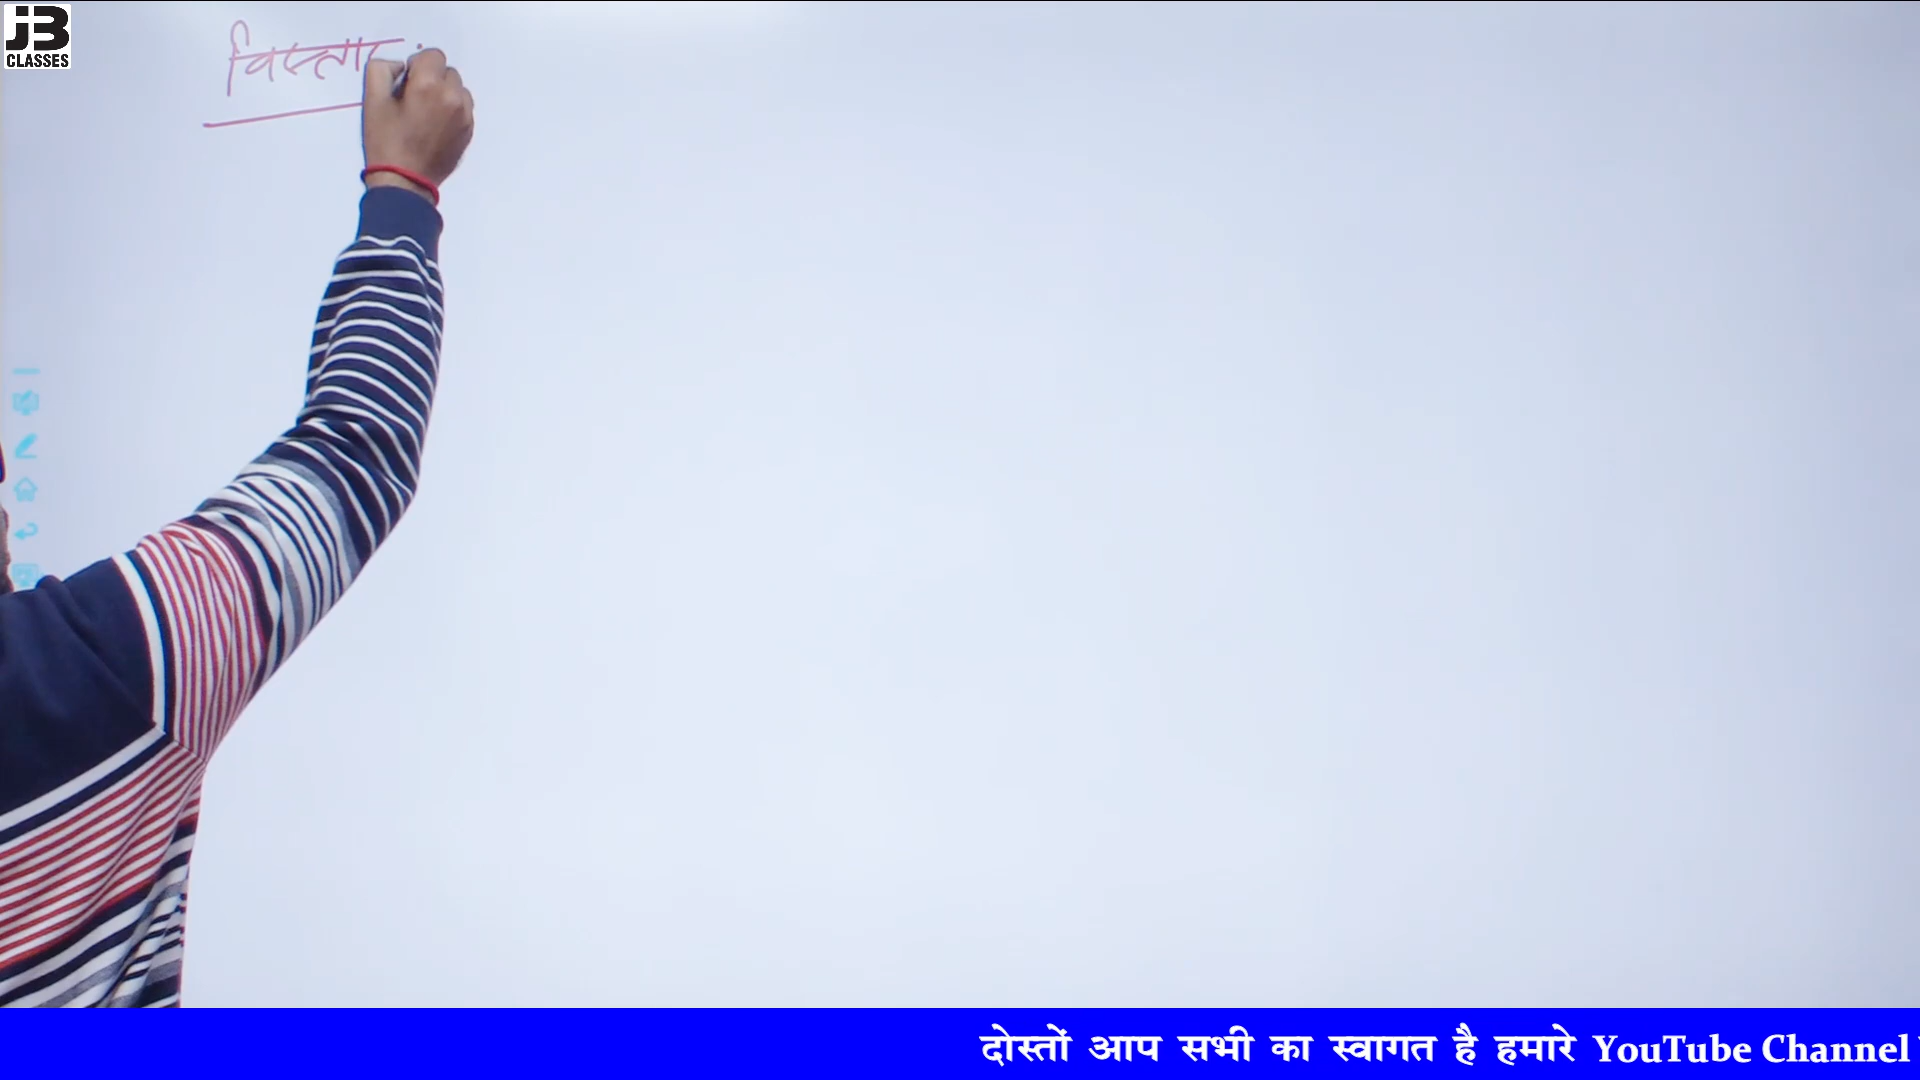 JB
CLASSES
विस्तार
दोस्तों आप सभी का स्वागत है हमारे YouTube Channel